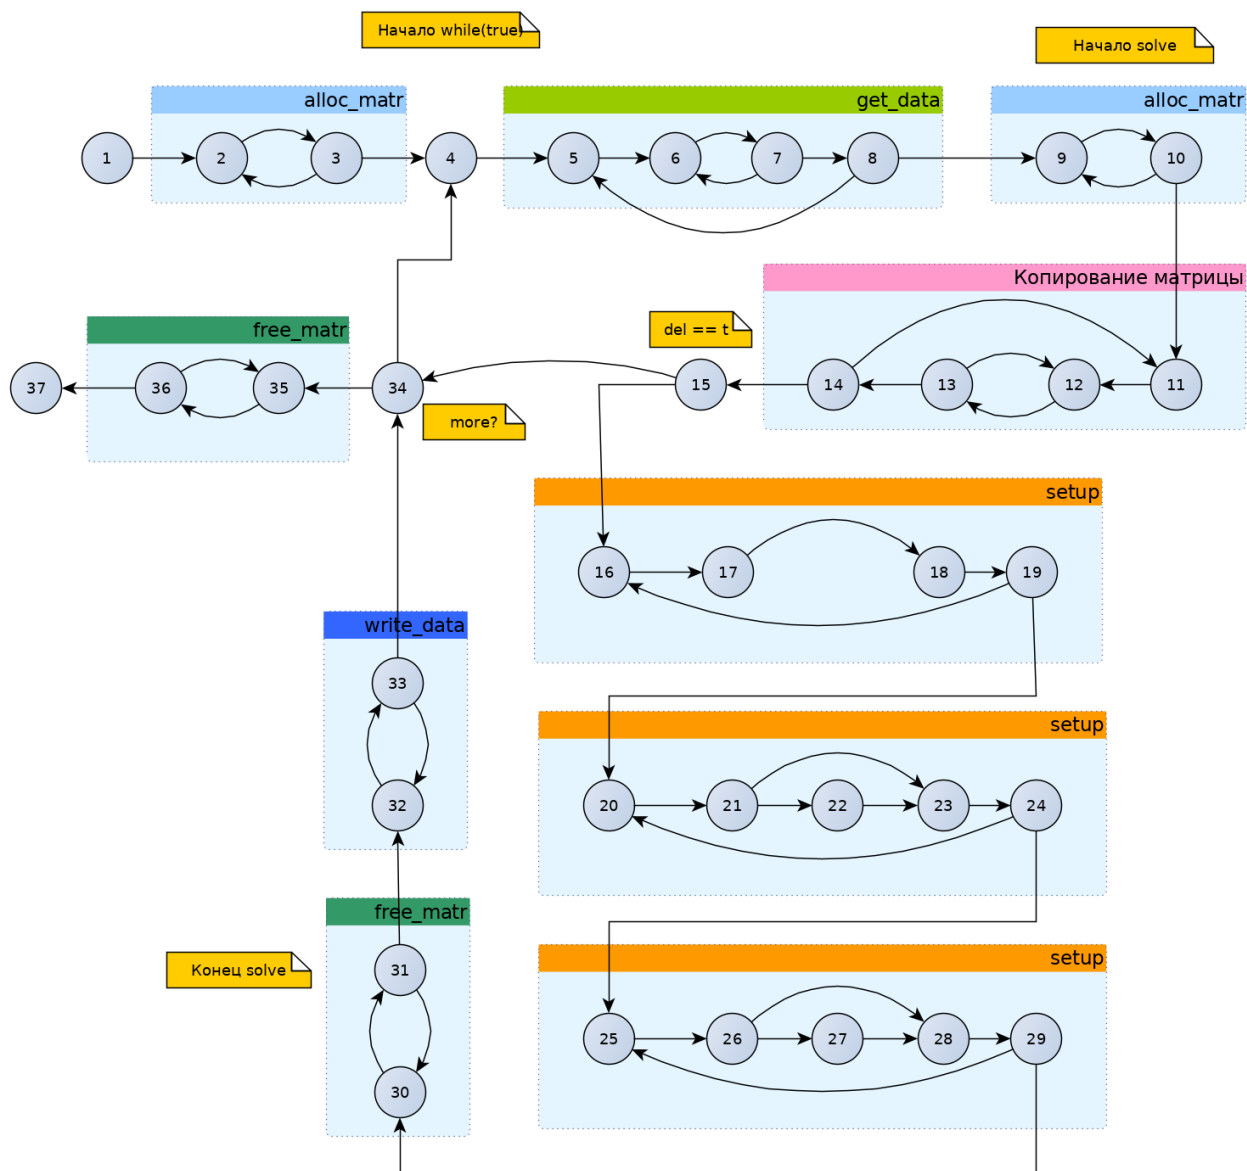 Начало while(true)
Начало solve
alloc_matr
get_data
alloc_matr
1
2
3
4
5
6
7
8
9
10
Копирование матрицы
del == t
free_matr
37
36
35
34
15
14
13
12
11
more?
setup
16
17
18
19
write_data
33
32
setup
20
21
22
23
24
free_matr
Конец solve
31
30
setup
25
26
27
28
29